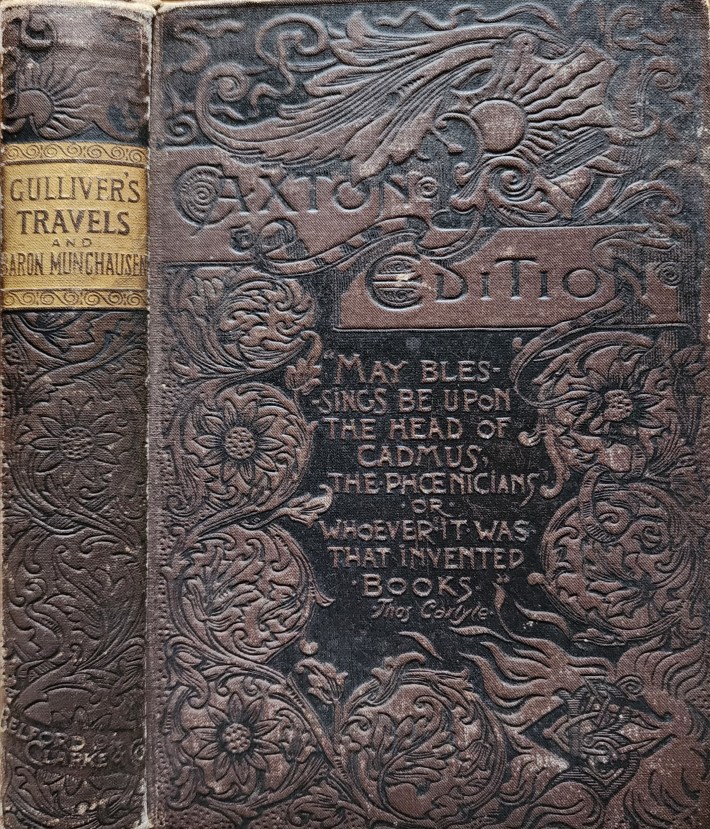 GULLIVER'S
TRAVELS
AND
BARON MUNCHAUSEN
BELFORD
CLARKE & CO
CAXTON
EDITION
"MAY BLES-
-SINGS BE UPON
THE HEAD OF
CADMUS,
THE·PHŒNICIANS
·OR·
WHOEVER IT WAS
THAT INVENTED
·BOOKS·"
Thos Carlyle